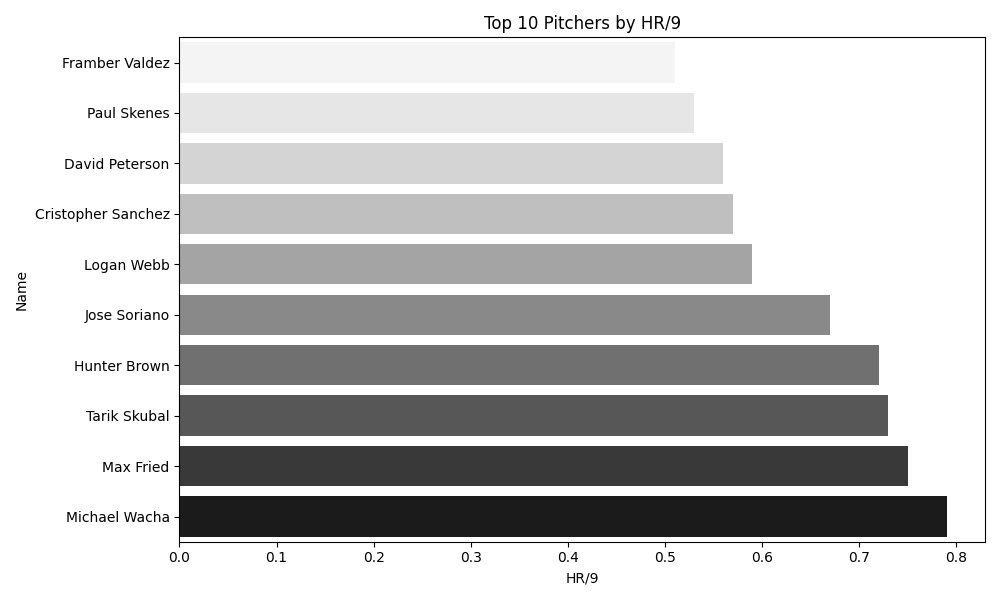 Top 10 Pitchers by HR/9
Framber Valdez
Paul Skenes
David Peterson
Cristopher Sanchez
Logan Webb
Jose Soriano
Hunter Brown
Tarik Skubal
Max Fried
Michael Wacha
Name
0.0 0.1 0.2 0.3 0.4 0.5 0.6 0.7 0.8
HR/9